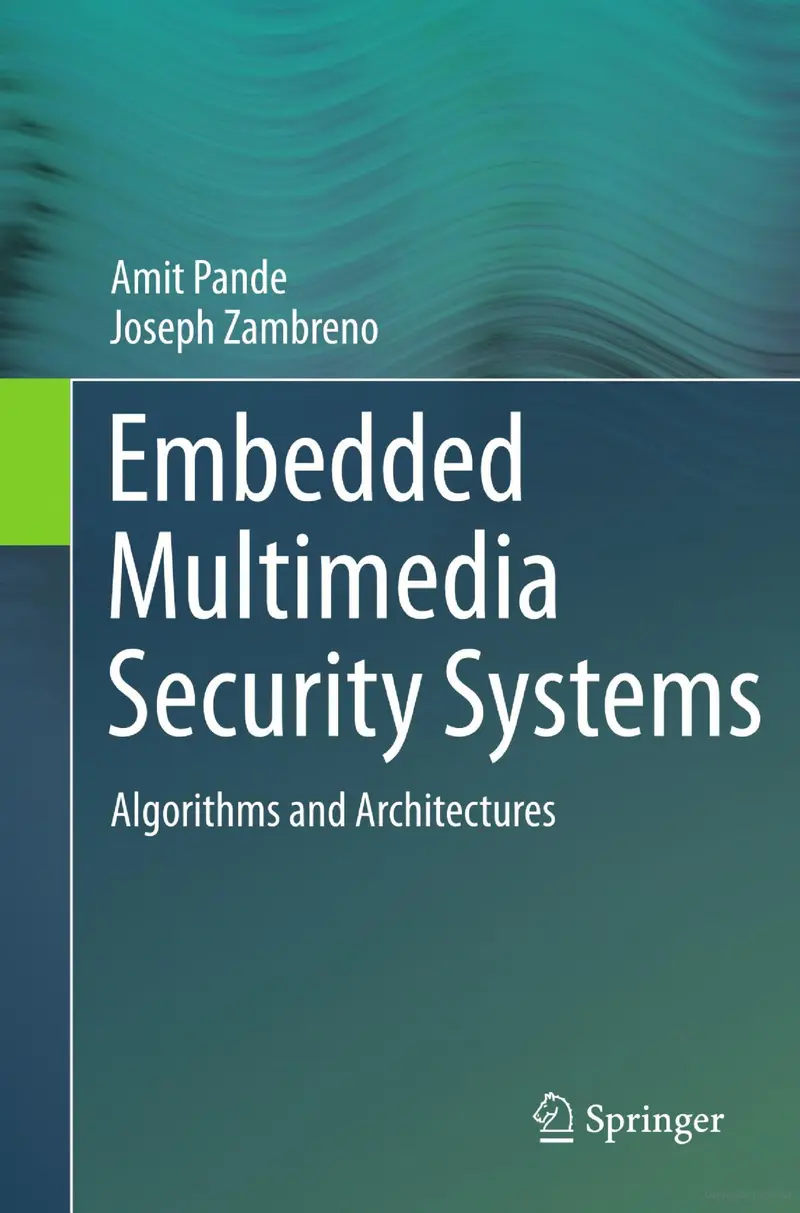 Amit Pande
Joseph Zambreno
Embedded
Multimedia
Security Systems
Algorithms and Architectures
Springer